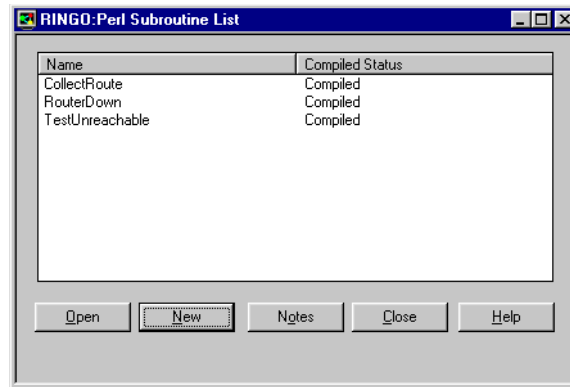 RINGO:Perl Subroutine List
Name Compiled Status
CollectRoute Compiled
RouterDown Compiled
TestUnreachable Compiled
Open New Notes Close Help